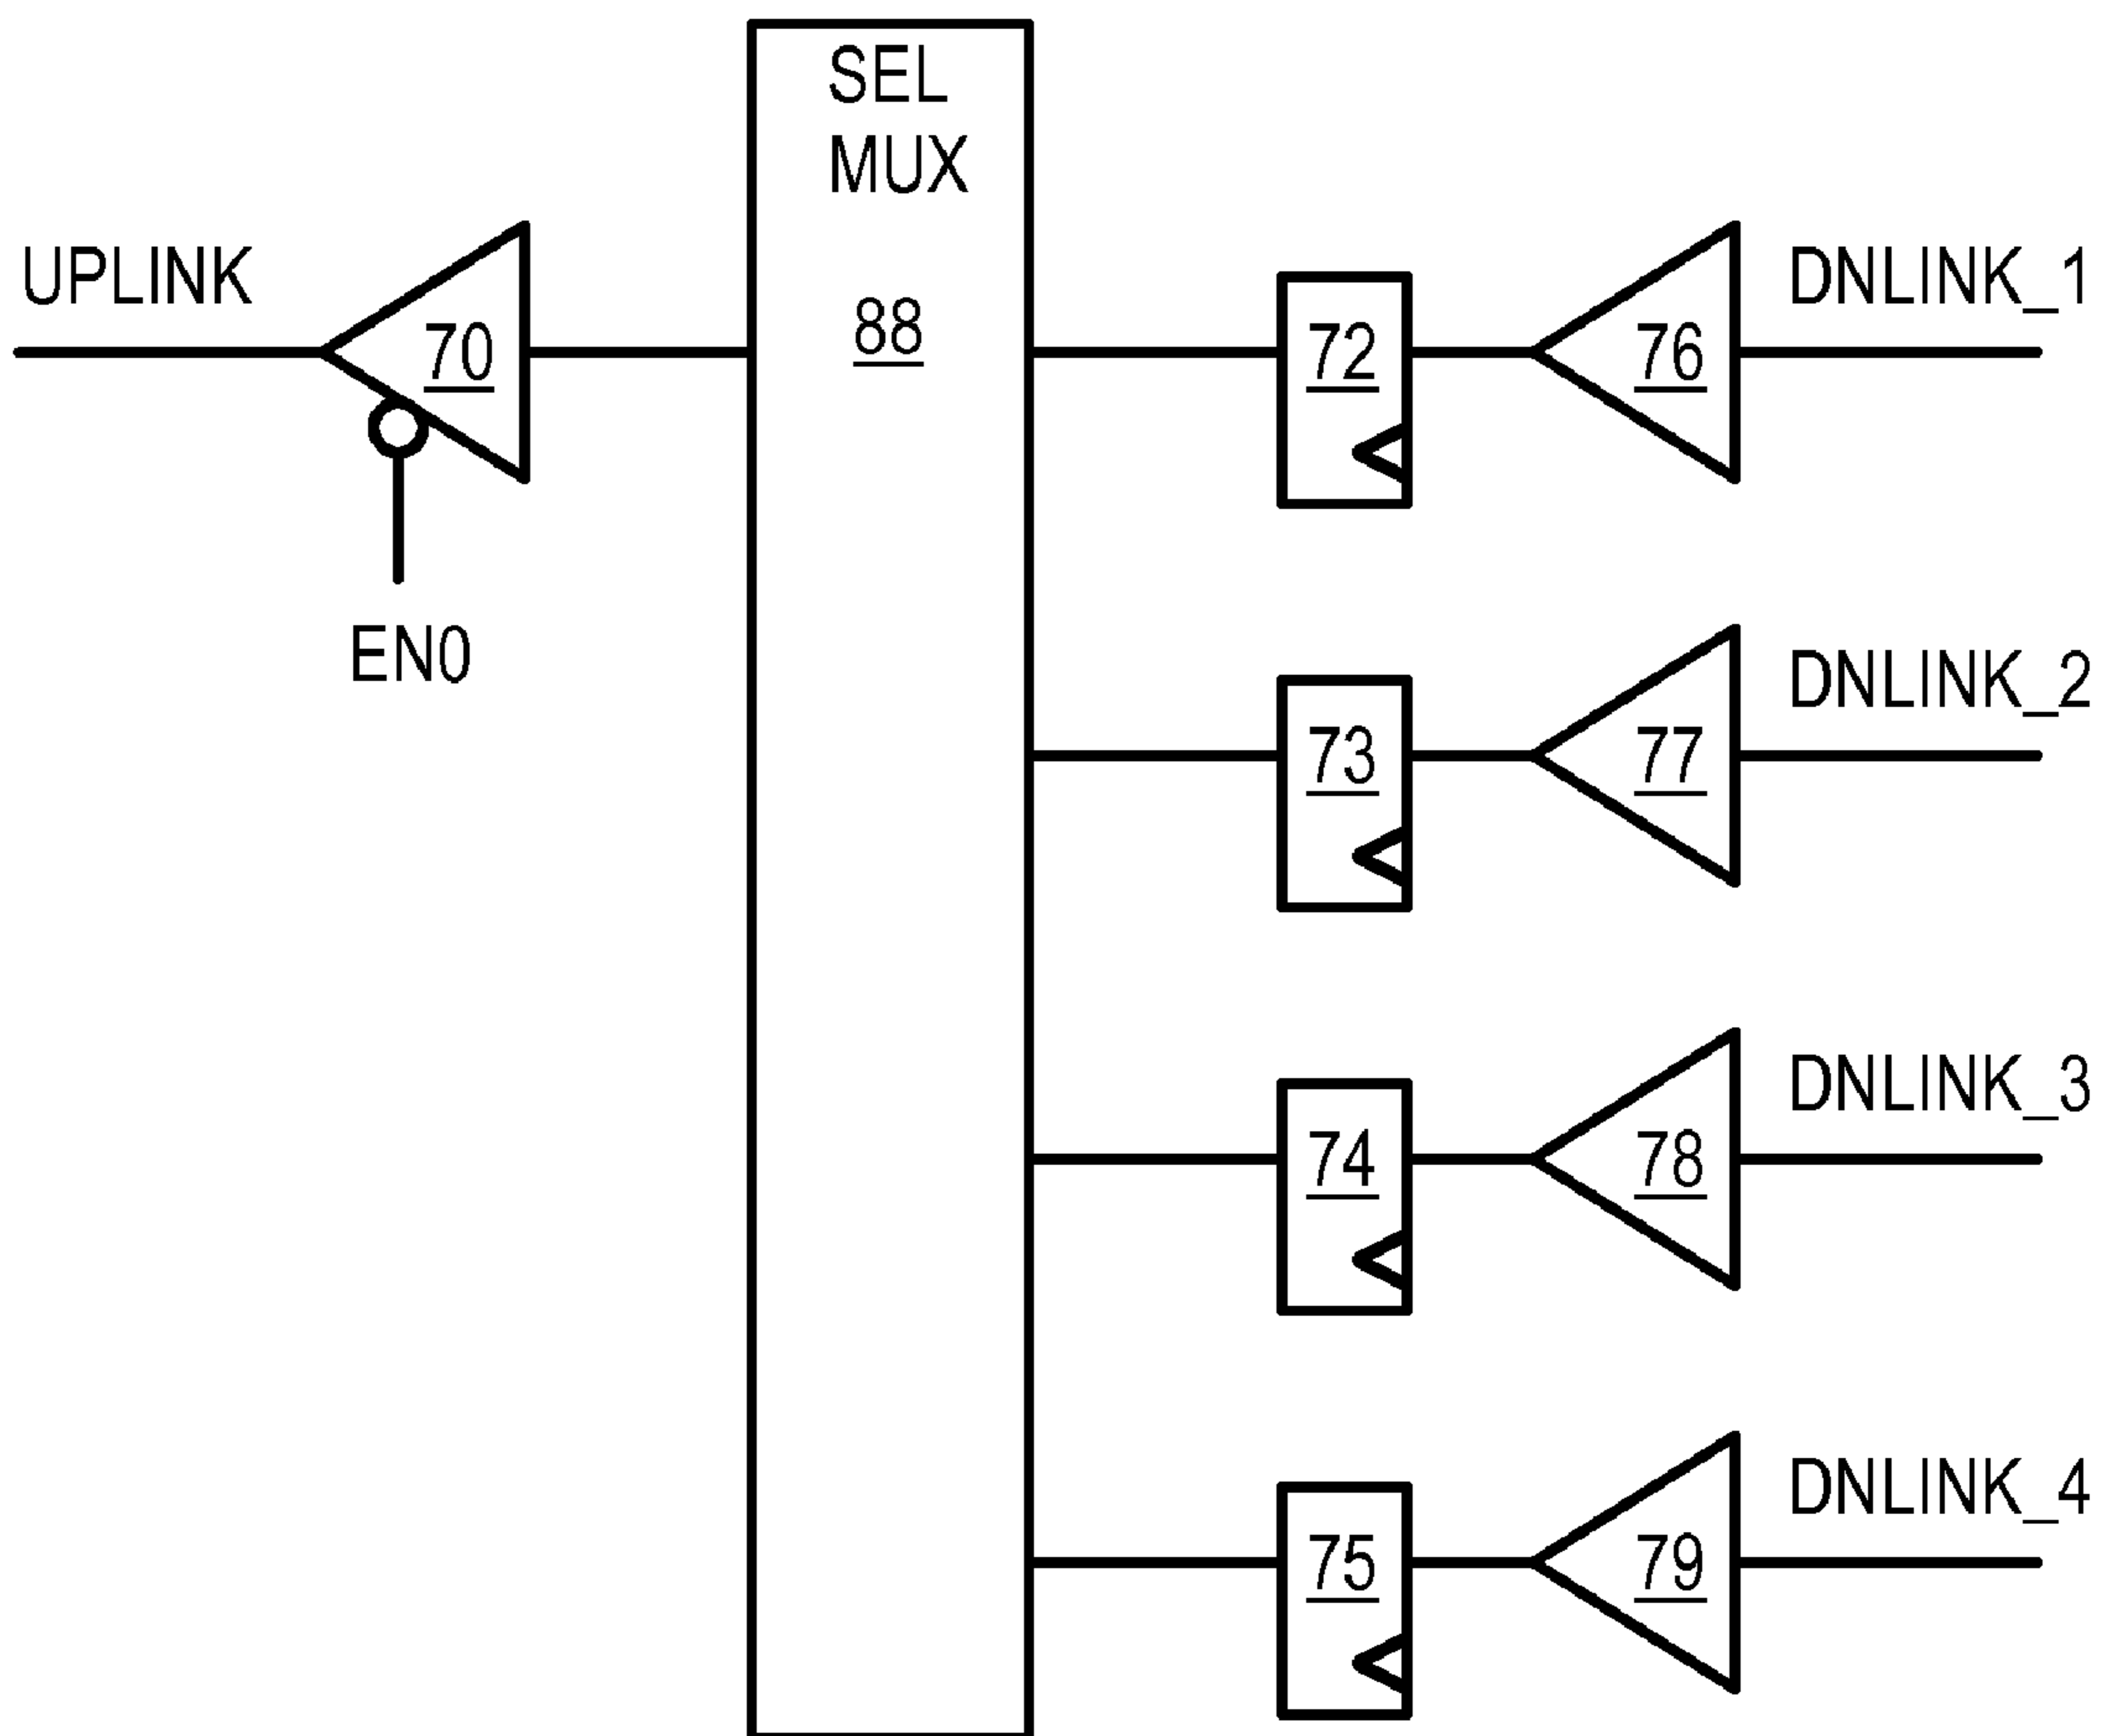 SEL
MUX
88
UPLINK
70
EN0
72
76
DNLINK_1
73
77
DNLINK_2
74
78
DNLINK_3
75
79
DNLINK_4